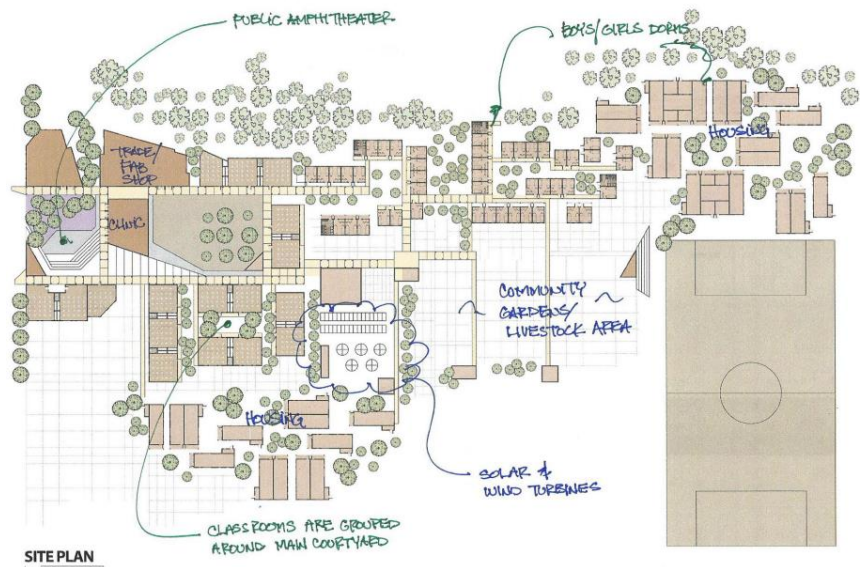 PUBLIC AMPHITHEATER
BOYS/GIRLS DORMS
TRADE/
FAB
SHOP
HOUSING
CLINIC
COMMUNITY
GARDENS/
LIVESTOCK AREA
HOUSING
SOLAR &
WIND TURBINES
CLASSROOMS ARE GROUPED
AROUND MAIN COURTYARD
SITE PLAN